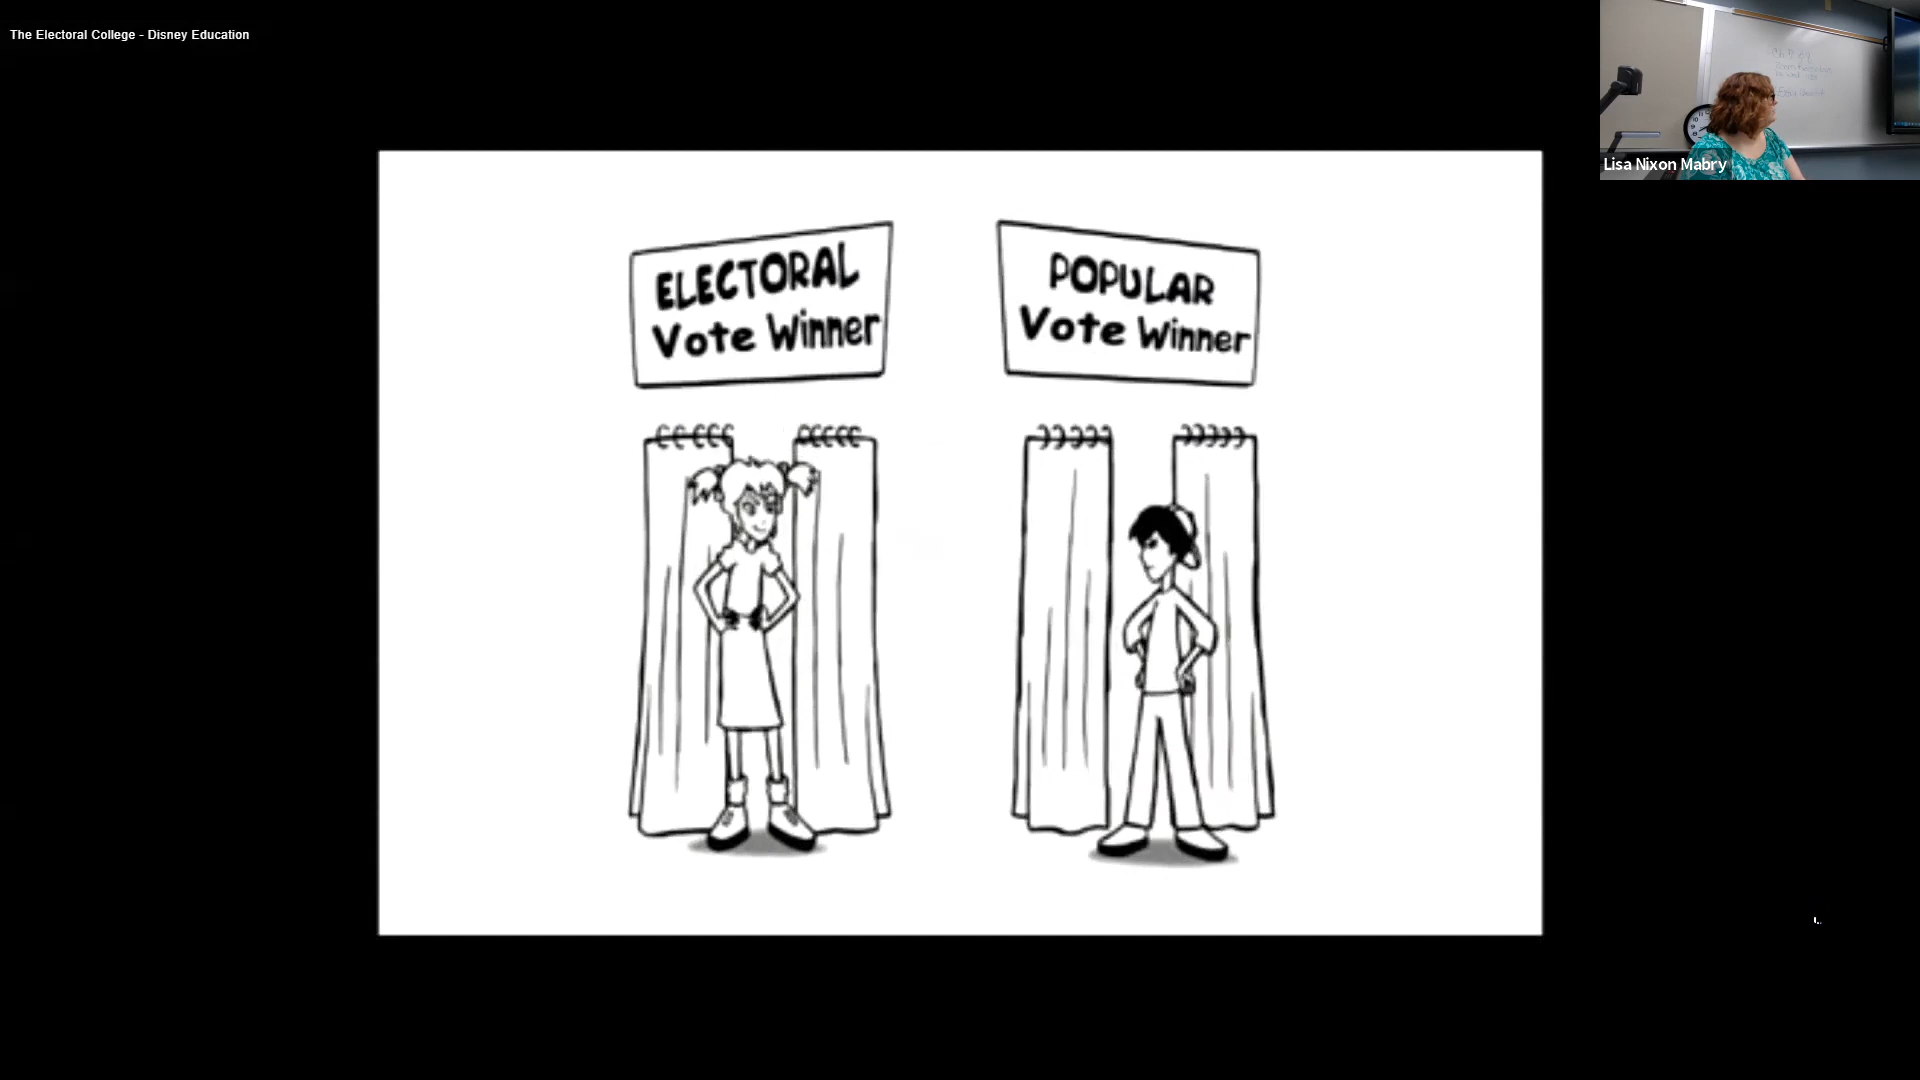 The Electoral College - Disney Education
ELECTORAL
Vote Winner
POPULAR
Vote Winner
Lisa Nixon Mabry